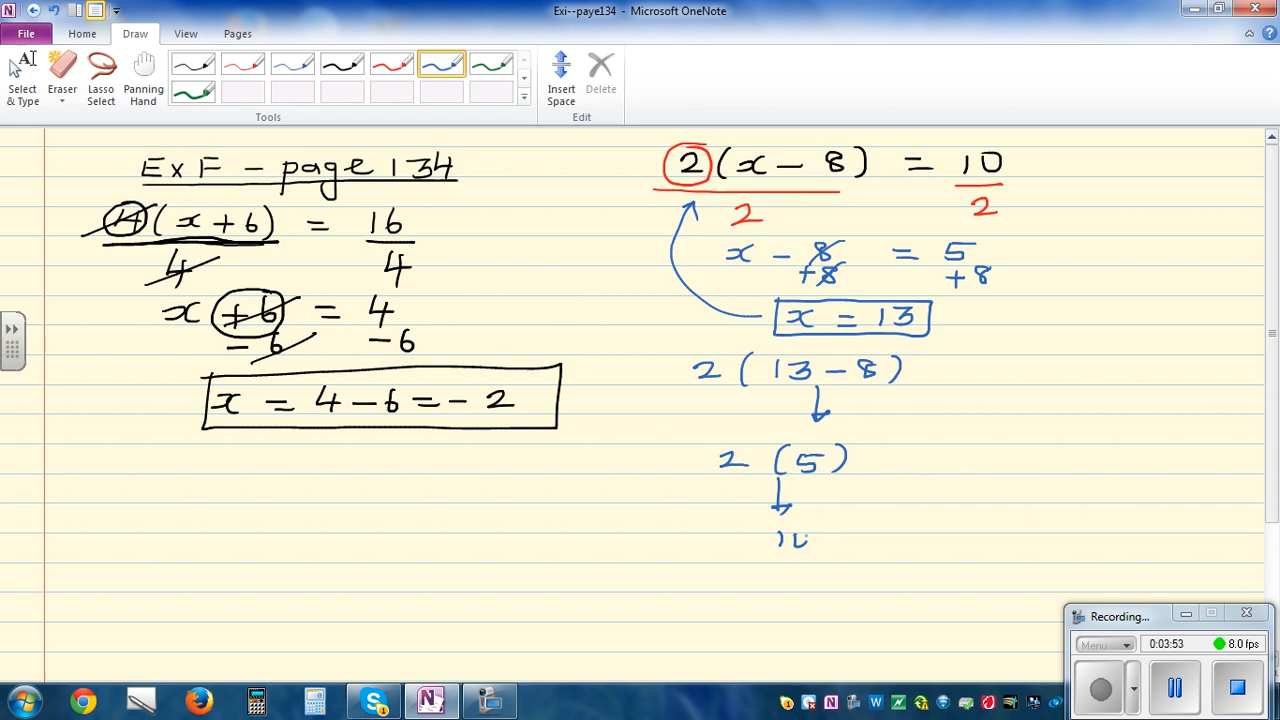 Exi--paye134 - Microsoft OneNote
File Home Draw View Pages
Select & Type
Eraser
Lasso Select
Panning Hand
Insert Space
Delete
Tools
Edit
Ex F - page 134
4(x+6) = 16
4 4
x +6 = 4
-6 -6
x = 4-6 = -2
2(x-8) = 10
2 2
x - 8 = 5
+8 +8
x = 13
2(13-8)
2(5)
Recording...
Menu
0:03:53
8.0 fps